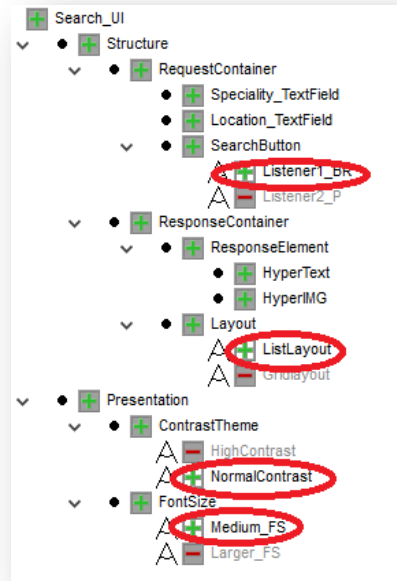 Search_UI
Structure
RequestContainer
Speciality_TextField
Location_TextField
SearchButton
Listener1_BR
Listener2_P
ResponseContainer
ResponseElement
HyperText
HyperIMG
Layout
ListLayout
Gridlayout
Presentation
ContrastTheme
HighContrast
NormalContrast
FontSize
Medium_FS
Larger_FS